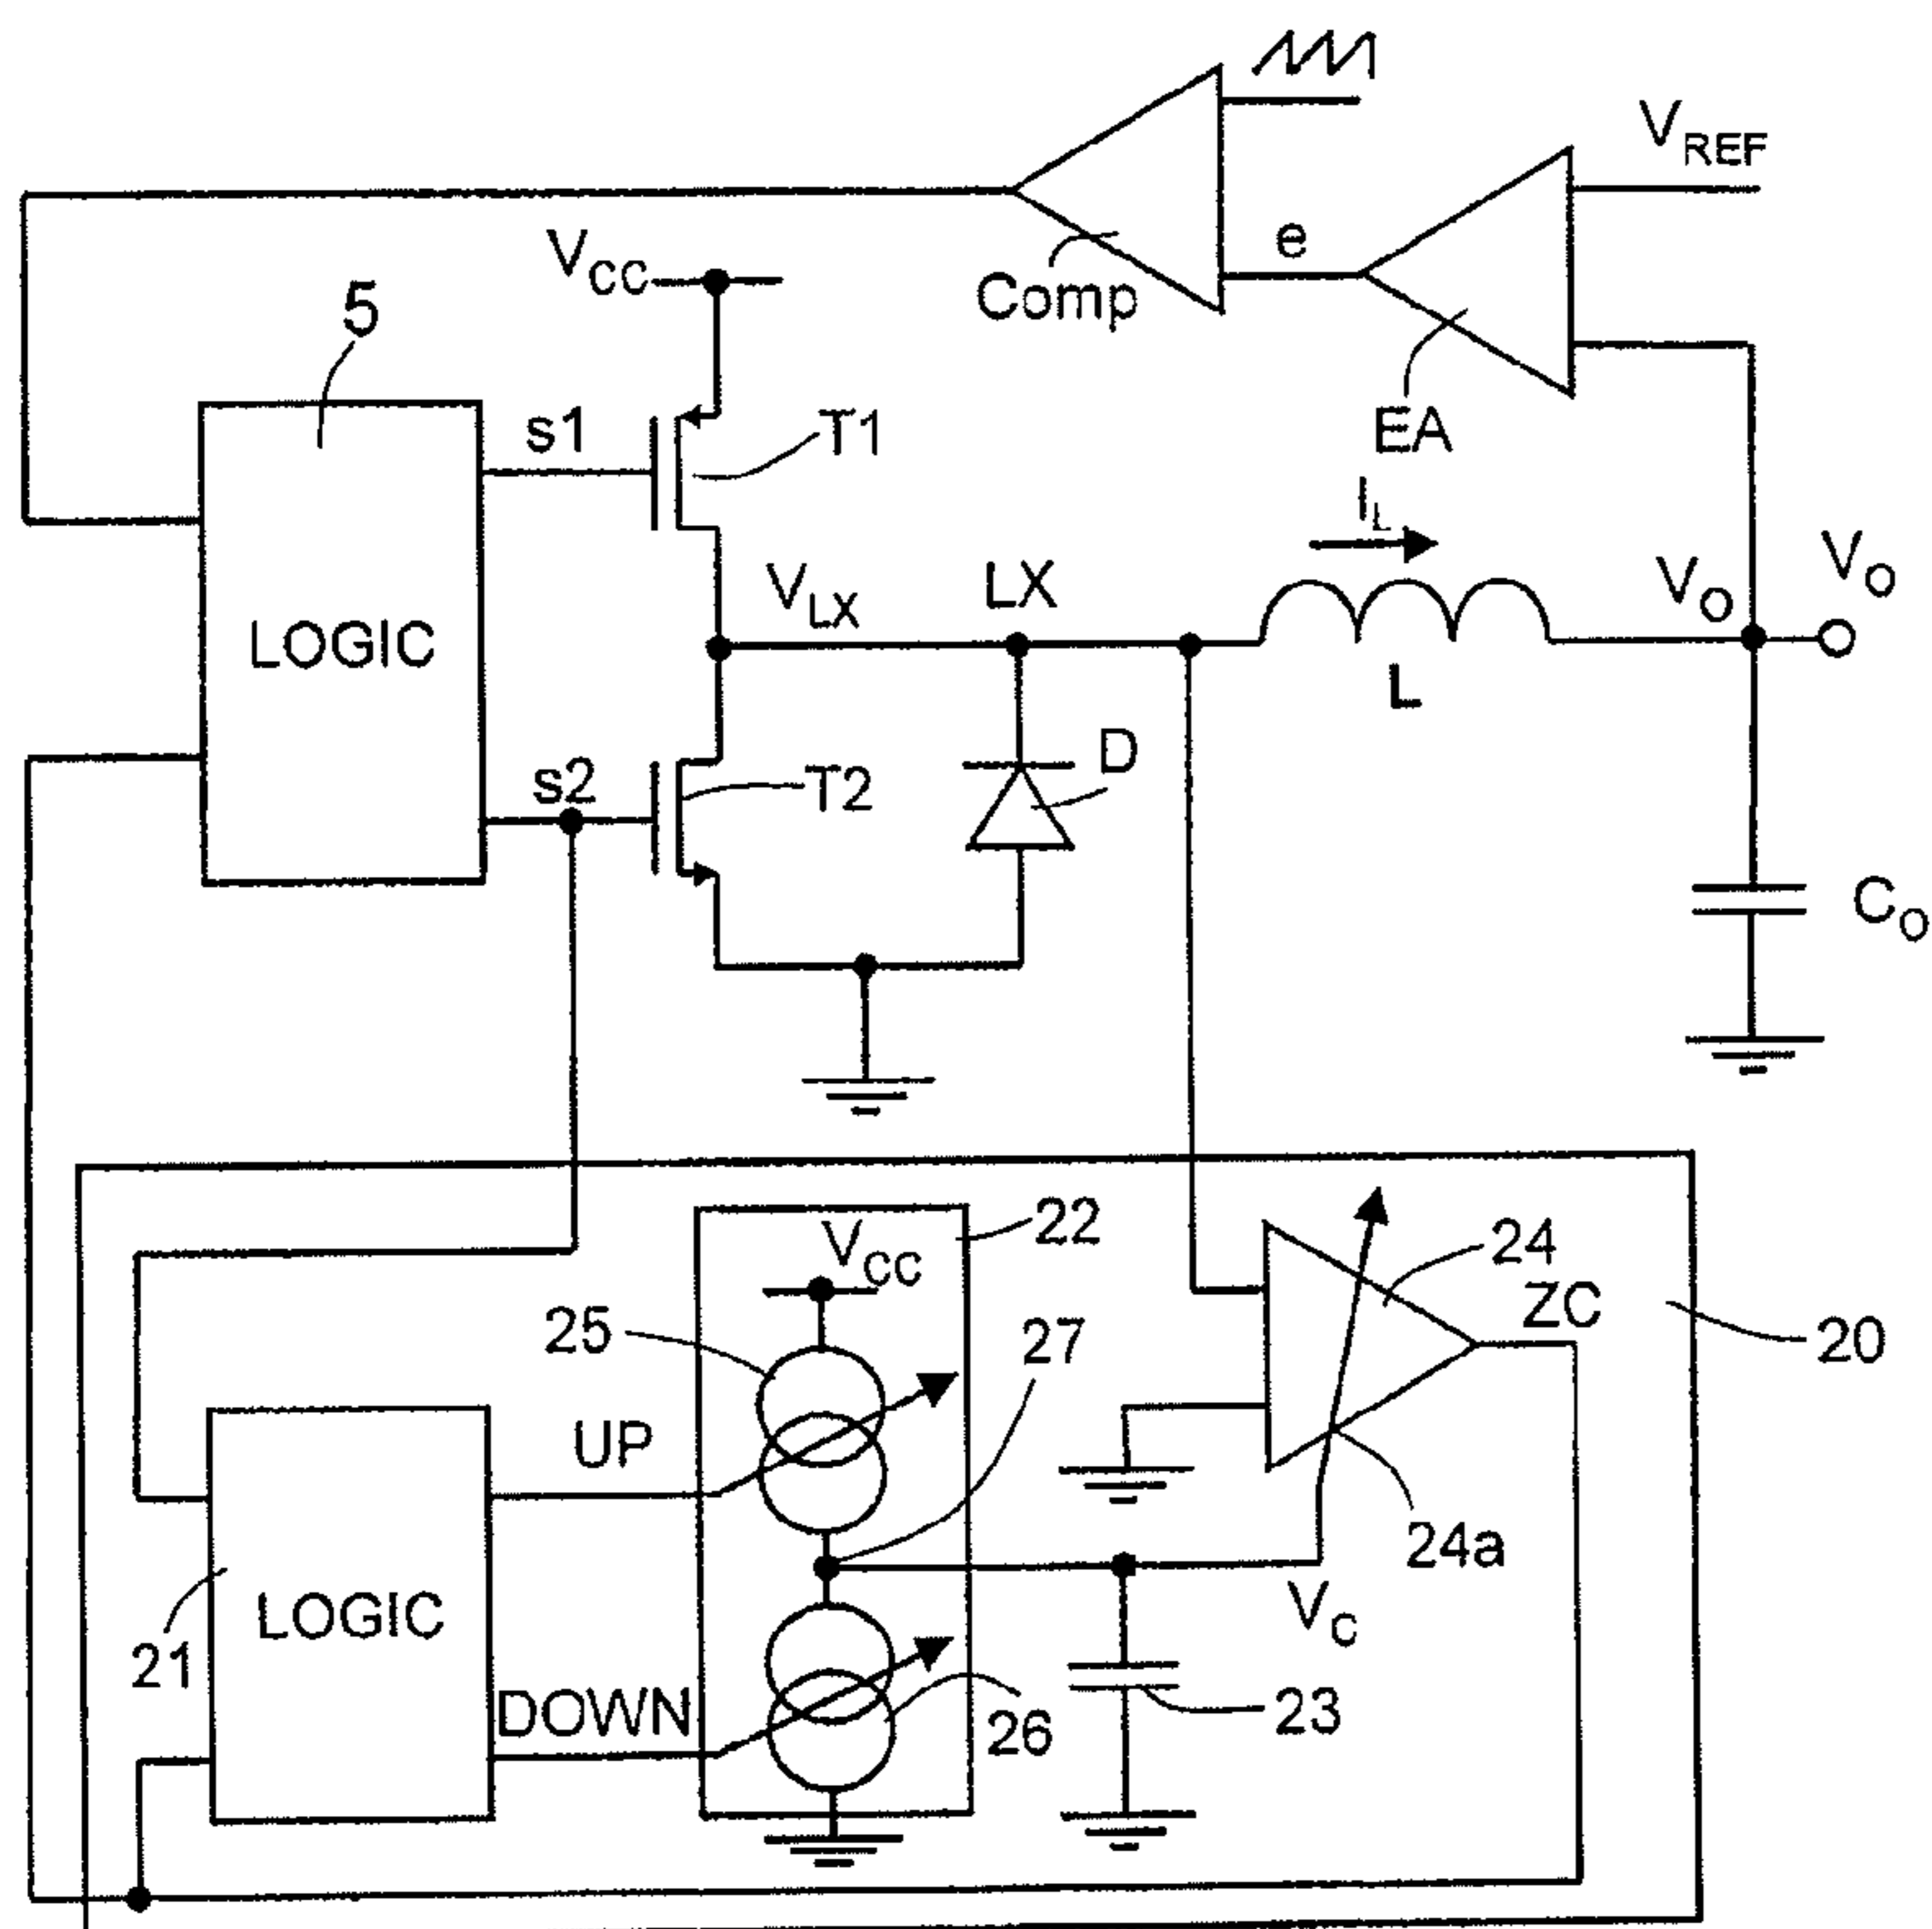 V_REF
V_CC
e
Comp
5
s1
T1
EA
I_L
V_LX
LX
V_O
V_O
LOGIC
L
s2
T2
D
C_O
22
V_CC
24
ZC
25
27
20
UP
24a
LOGIC
V_C
21
DOWN
26
23